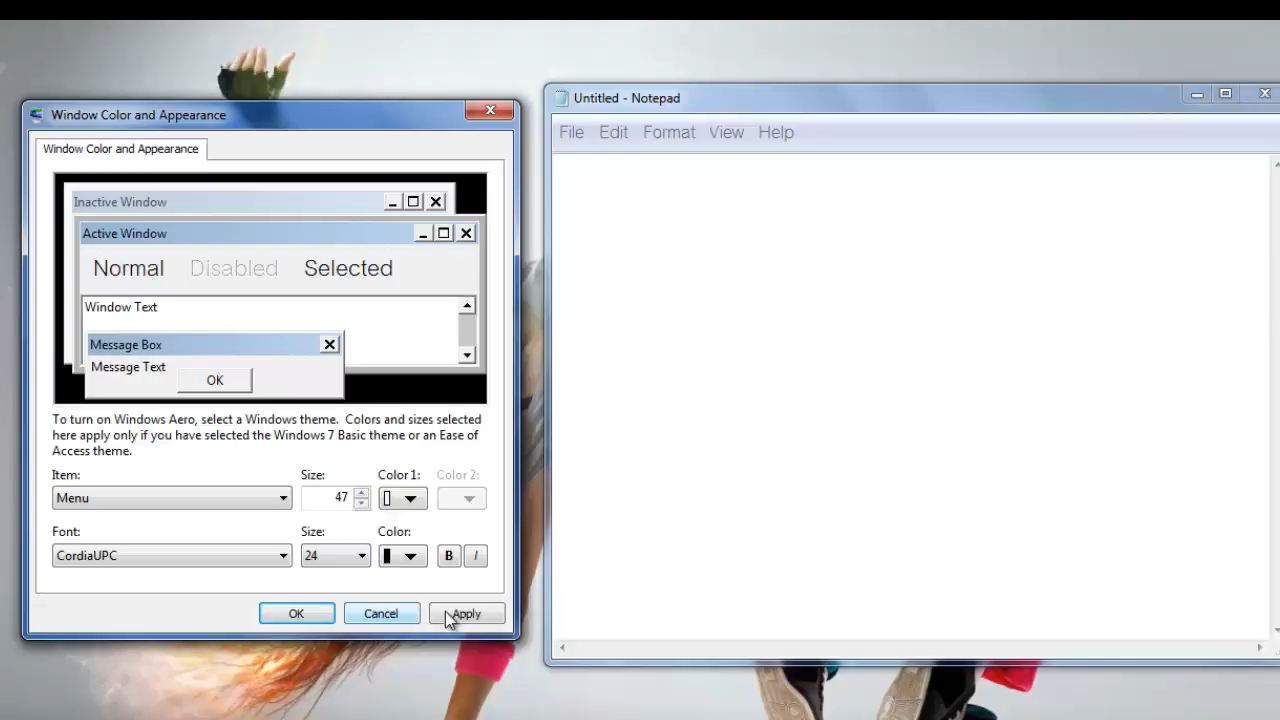 Window Color and Appearance
Window Color and Appearance
Inactive Window
Active Window
Normal Disabled Selected
Window Text
Message Box
Message Text
OK
To turn on Windows Aero, select a Windows theme. Colors and sizes selected
here apply only if you have selected the Windows 7 Basic theme or an Ease of
Access theme.
Item: Size: Color 1: Color 2:
Menu 47
Font: Size: Color:
CordiaUPC 24 B I
OK Cancel Apply
Untitled - Notepad
File Edit Format View Help